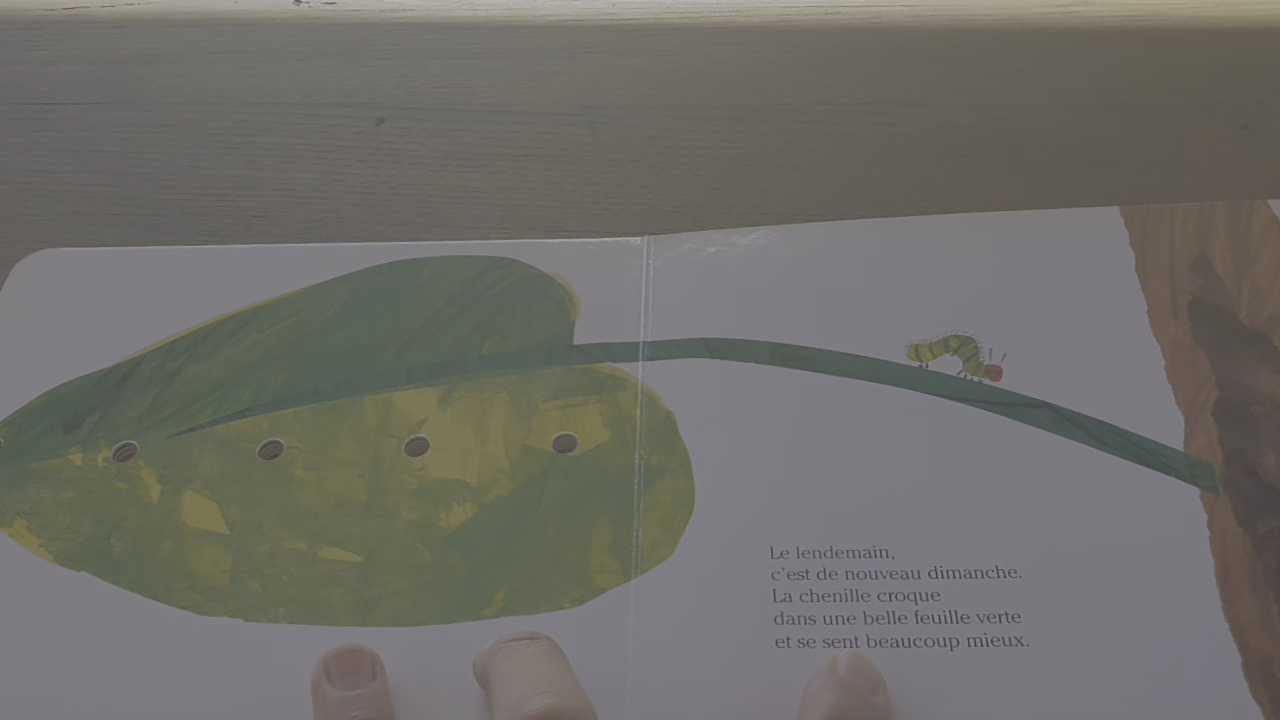 Le lendemain,
c'est de nouveau dimanche.
La chenille croque
dans une belle feuille verte
et se sent beaucoup mieux.